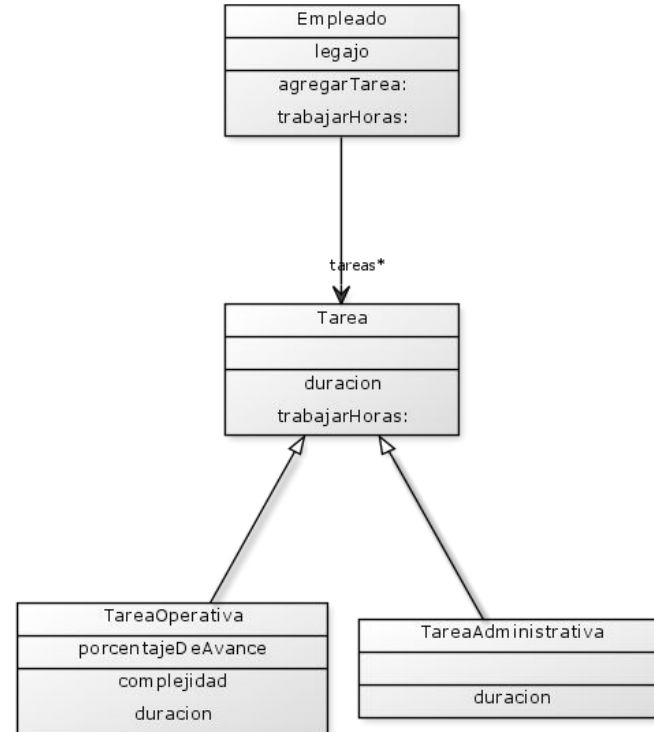 Empleado
legajo
agregarTarea:
trabajarHoras:
tareas*
Tarea
duracion
trabajarHoras:
TareaOperativa
porcentajeDeAvance
complejidad
duracion
TareaAdministrativa
duracion